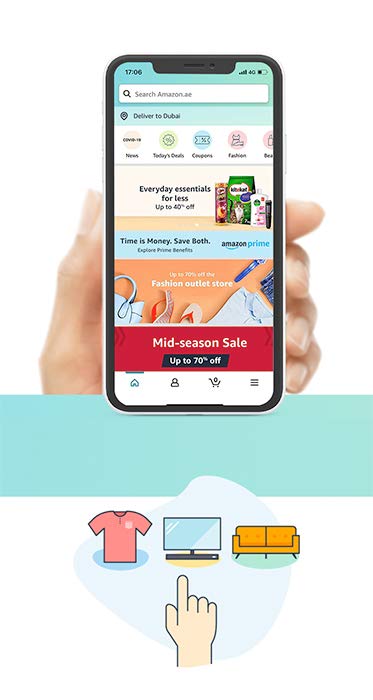 17:06
4G
Search Amazon.ae
Deliver to Dubai
COVID-19
News
Today's Deals
Coupons
Fashion
Bea
Everyday essentials
for less
Up to 40% off
kitekat
Time is Money. Save Both.
Explore Prime Benefits
amazon prime
Up to 70% off the
Fashion outlet store
Mid-season Sale
Up to 70% off
0